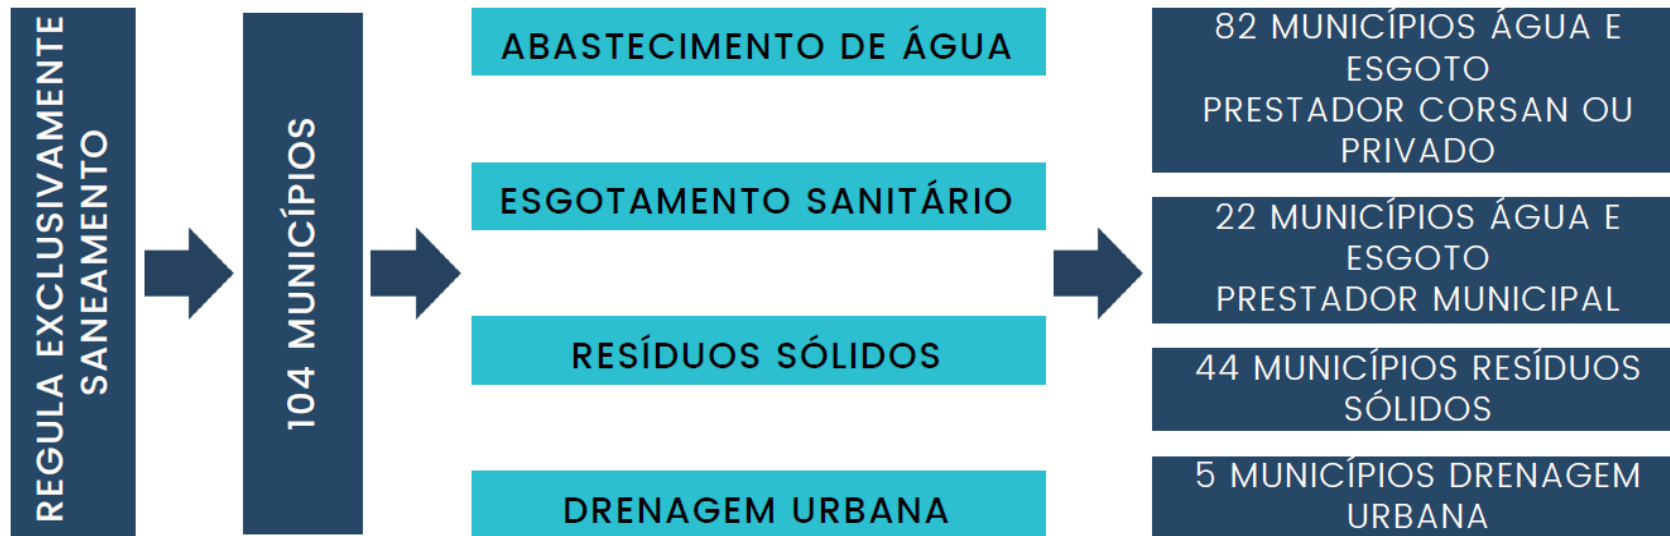 REGULA EXCLUSIVAMENTE
SANEAMENTO
104 MUNICÍPIOS
ABASTECIMENTO DE ÁGUA
ESGOTAMENTO SANITÁRIO
RESÍDUOS SÓLIDOS
DRENAGEM URBANA
82 MUNICÍPIOS ÁGUA E
ESGOTO
PRESTADOR CORSAN OU
PRIVADO
22 MUNICÍPIOS ÁGUA E
ESGOTO
PRESTADOR MUNICIPAL
44 MUNICÍPIOS RESÍDUOS
SÓLIDOS
5 MUNICÍPIOS DRENAGEM
URBANA